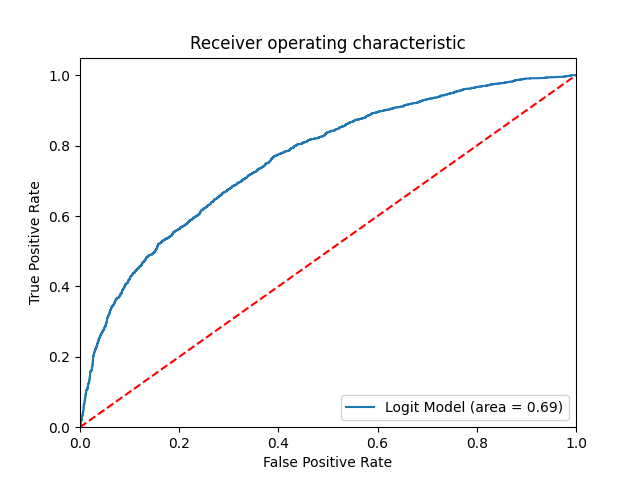 Receiver operating characteristic
True Positive Rate
1.0
0.8
0.6
0.4
0.2
0.0
Logit Model (area = 0.69)
0.0 0.2 0.4 0.6 0.8 1.0
False Positive Rate